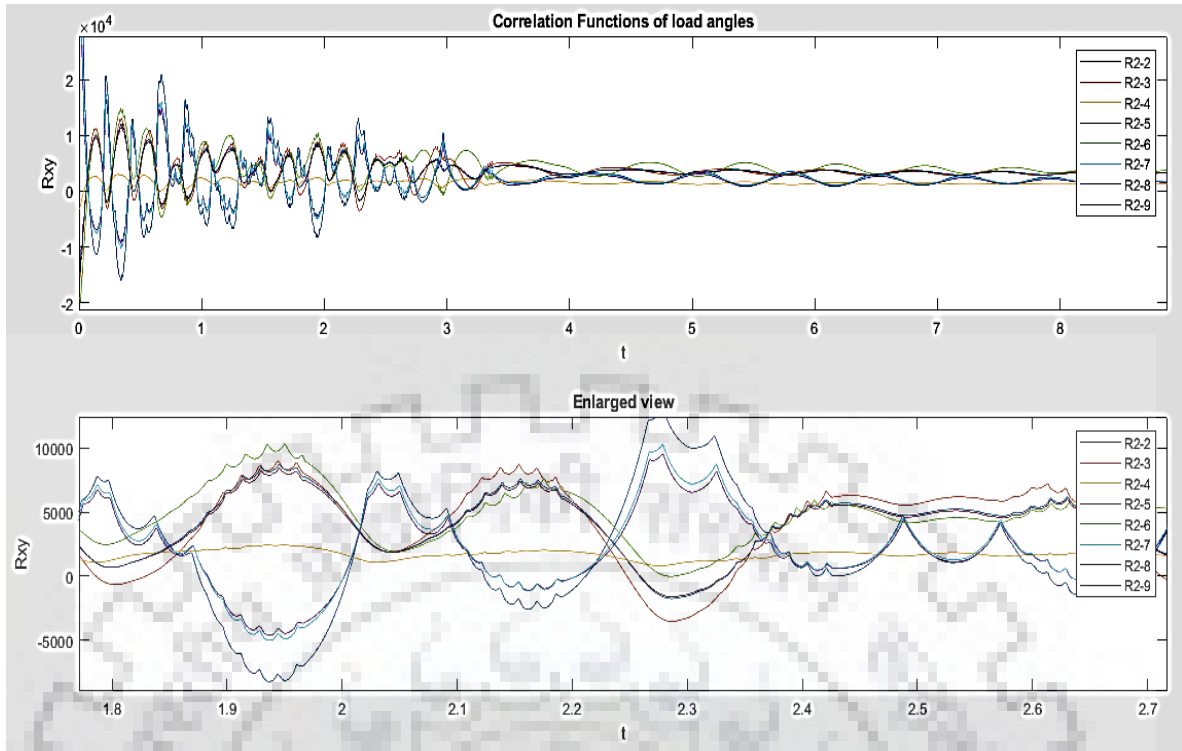 Correlation Functions of load angles
×10⁴
2
1
0
-1
-2
Rxy
0 1 2 3 4 5 6 7 8
t
R2-2
R2-3
R2-4
R2-5
R2-6
R2-7
R2-8
R2-9
Enlarged view
10000
5000
0
-5000
Rxy
1.8 1.9 2 2.1 2.2 2.3 2.4 2.5 2.6 2.7
t
R2-2
R2-3
R2-4
R2-5
R2-6
R2-7
R2-8
R2-9